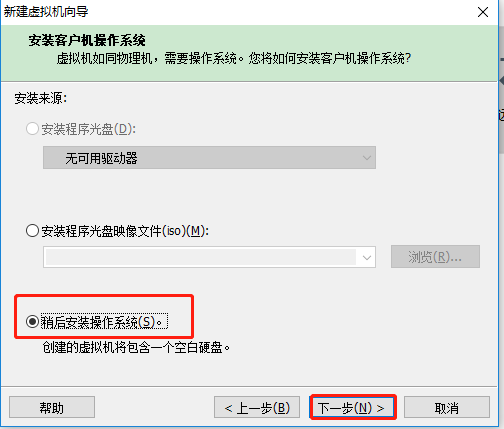 新建虚拟机向导
安装客户机操作系统
虚拟机如同物理机，需要操作系统。您将如何安装客户机操作系统?
安装来源:
安装程序光盘(D):
无可用驱动器
安装程序光盘映像文件(iso)(M):
浏览(R)...
稍后安装操作系统(S)。
创建的虚拟机将包含一个空白硬盘。
帮助
< 上一步(B)
下一步(N) >
取消